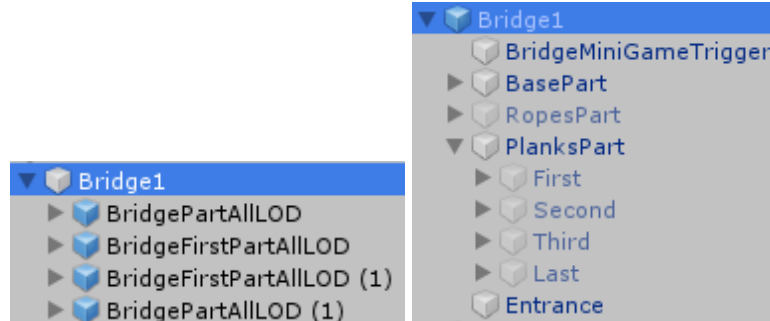 Bridge1
BridgePartAllLOD
BridgeFirstPartAllLOD
BridgeFirstPartAllLOD (1)
BridgePartAllLOD (1)
Bridge1
BridgeMiniGameTrigger
BasePart
RopesPart
PlanksPart
First
Second
Third
Last
Entrance